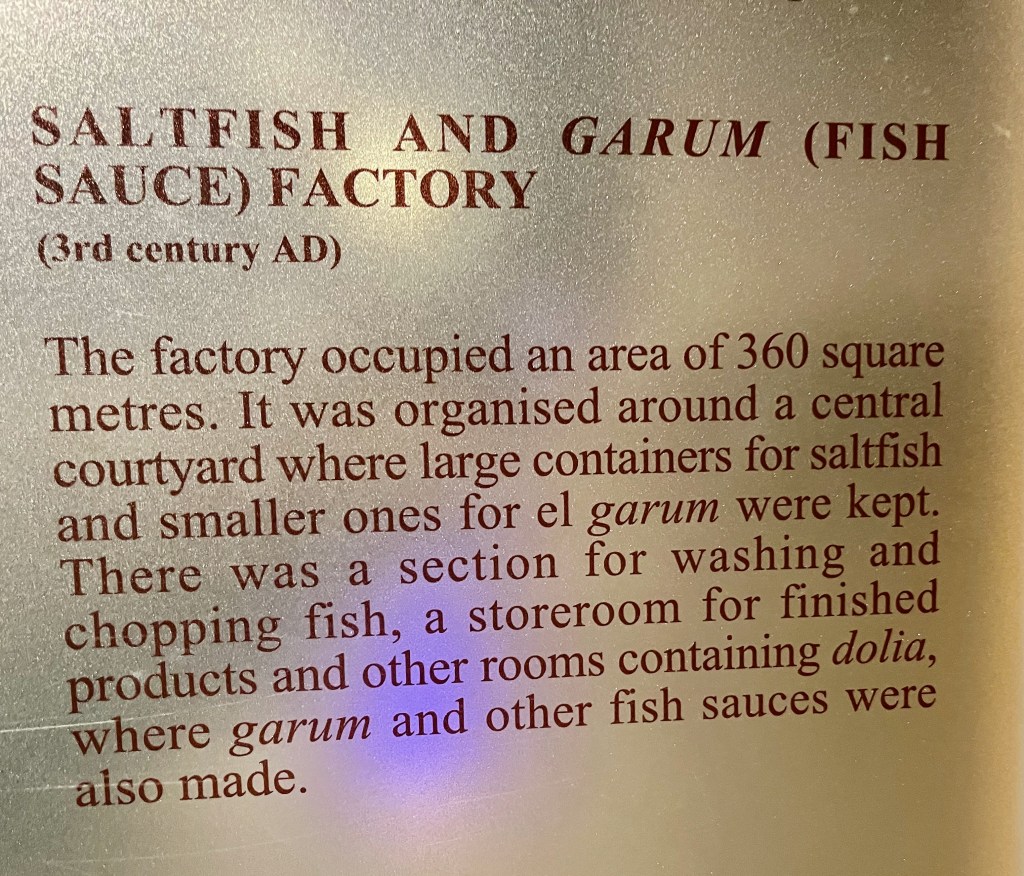 SALTFISH AND GARUM (FISH
SAUCE) FACTORY
(3rd century AD)
The factory occupied an area of 360 square
metres. It was organised around a central
courtyard where large containers for saltfish
and smaller ones for el garum were kept.
There was a section for washing and
chopping fish, a storeroom for finished
products and other rooms containing dolia,
where garum and other fish sauces were
also made.